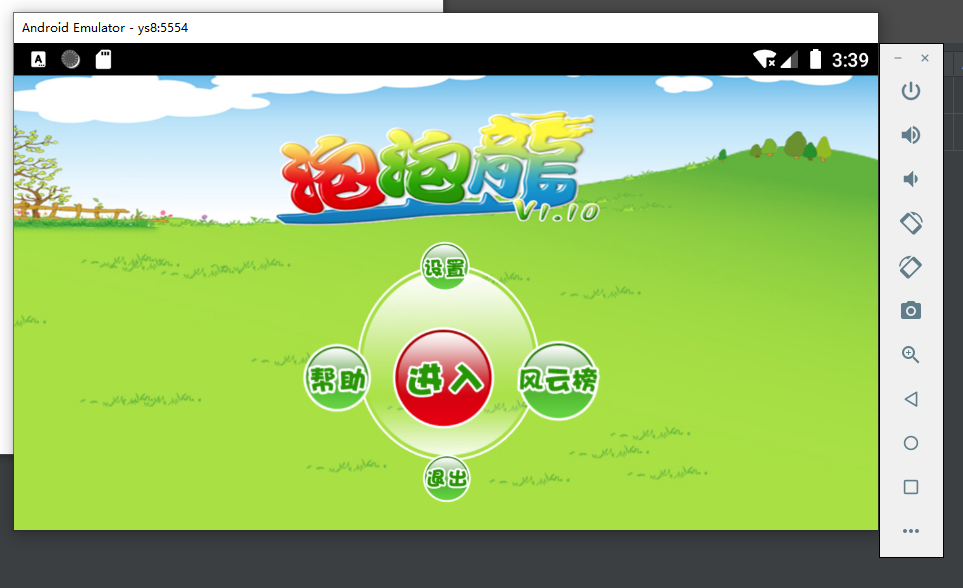 Android Emulator - ys8:5554
A
3:39
泡泡龍
V1.10
设置
帮助
进入
风云榜
退出